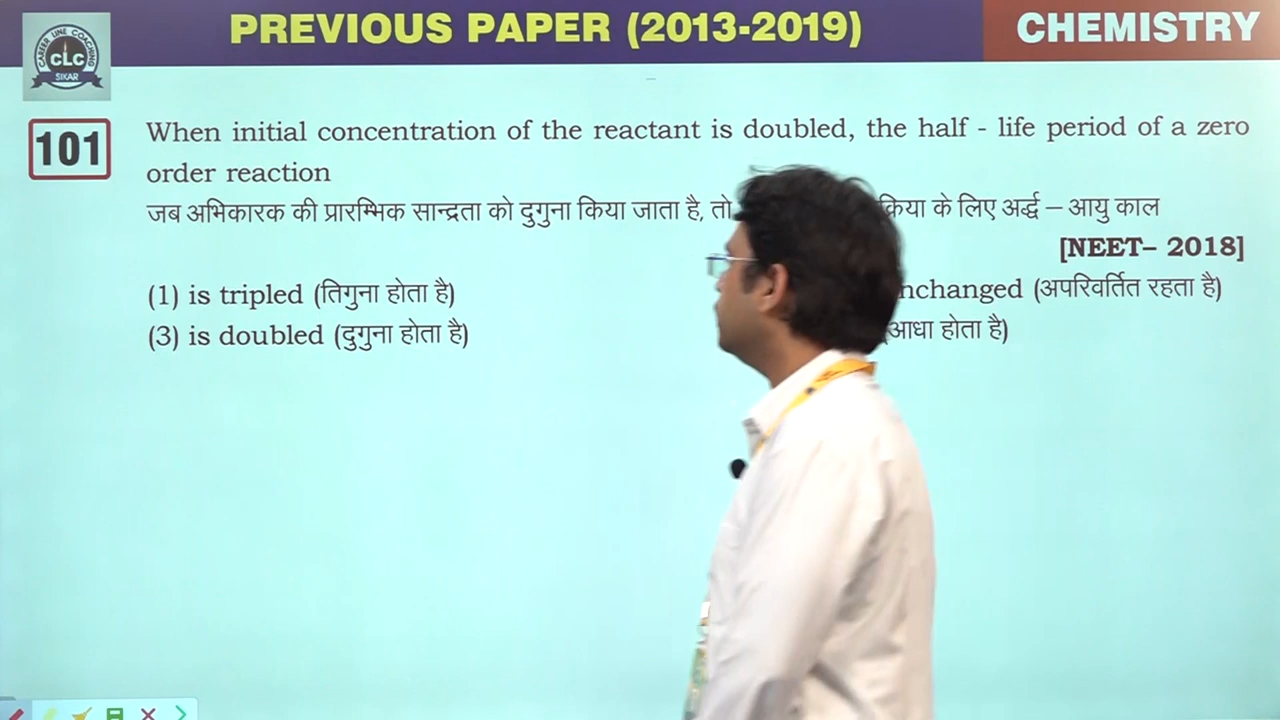 PREVIOUS PAPER (2013-2019)
CHEMISTRY
CAREER LINE COACHING
CLC
SIKAR
101
When initial concentration of the reactant is doubled, the half - life period of a zero
order reaction
जब अभिकारक की प्रारम्भिक सान्द्रता को दुगुना किया जाता है, तो के लिए अर्द्ध – आयु काल
[NEET– 2018]
(1) is tripled (तिगुना होता है) (अपरिवर्तित रहता है)
(3) is doubled (दुगुना होता है) (आधा होता है)